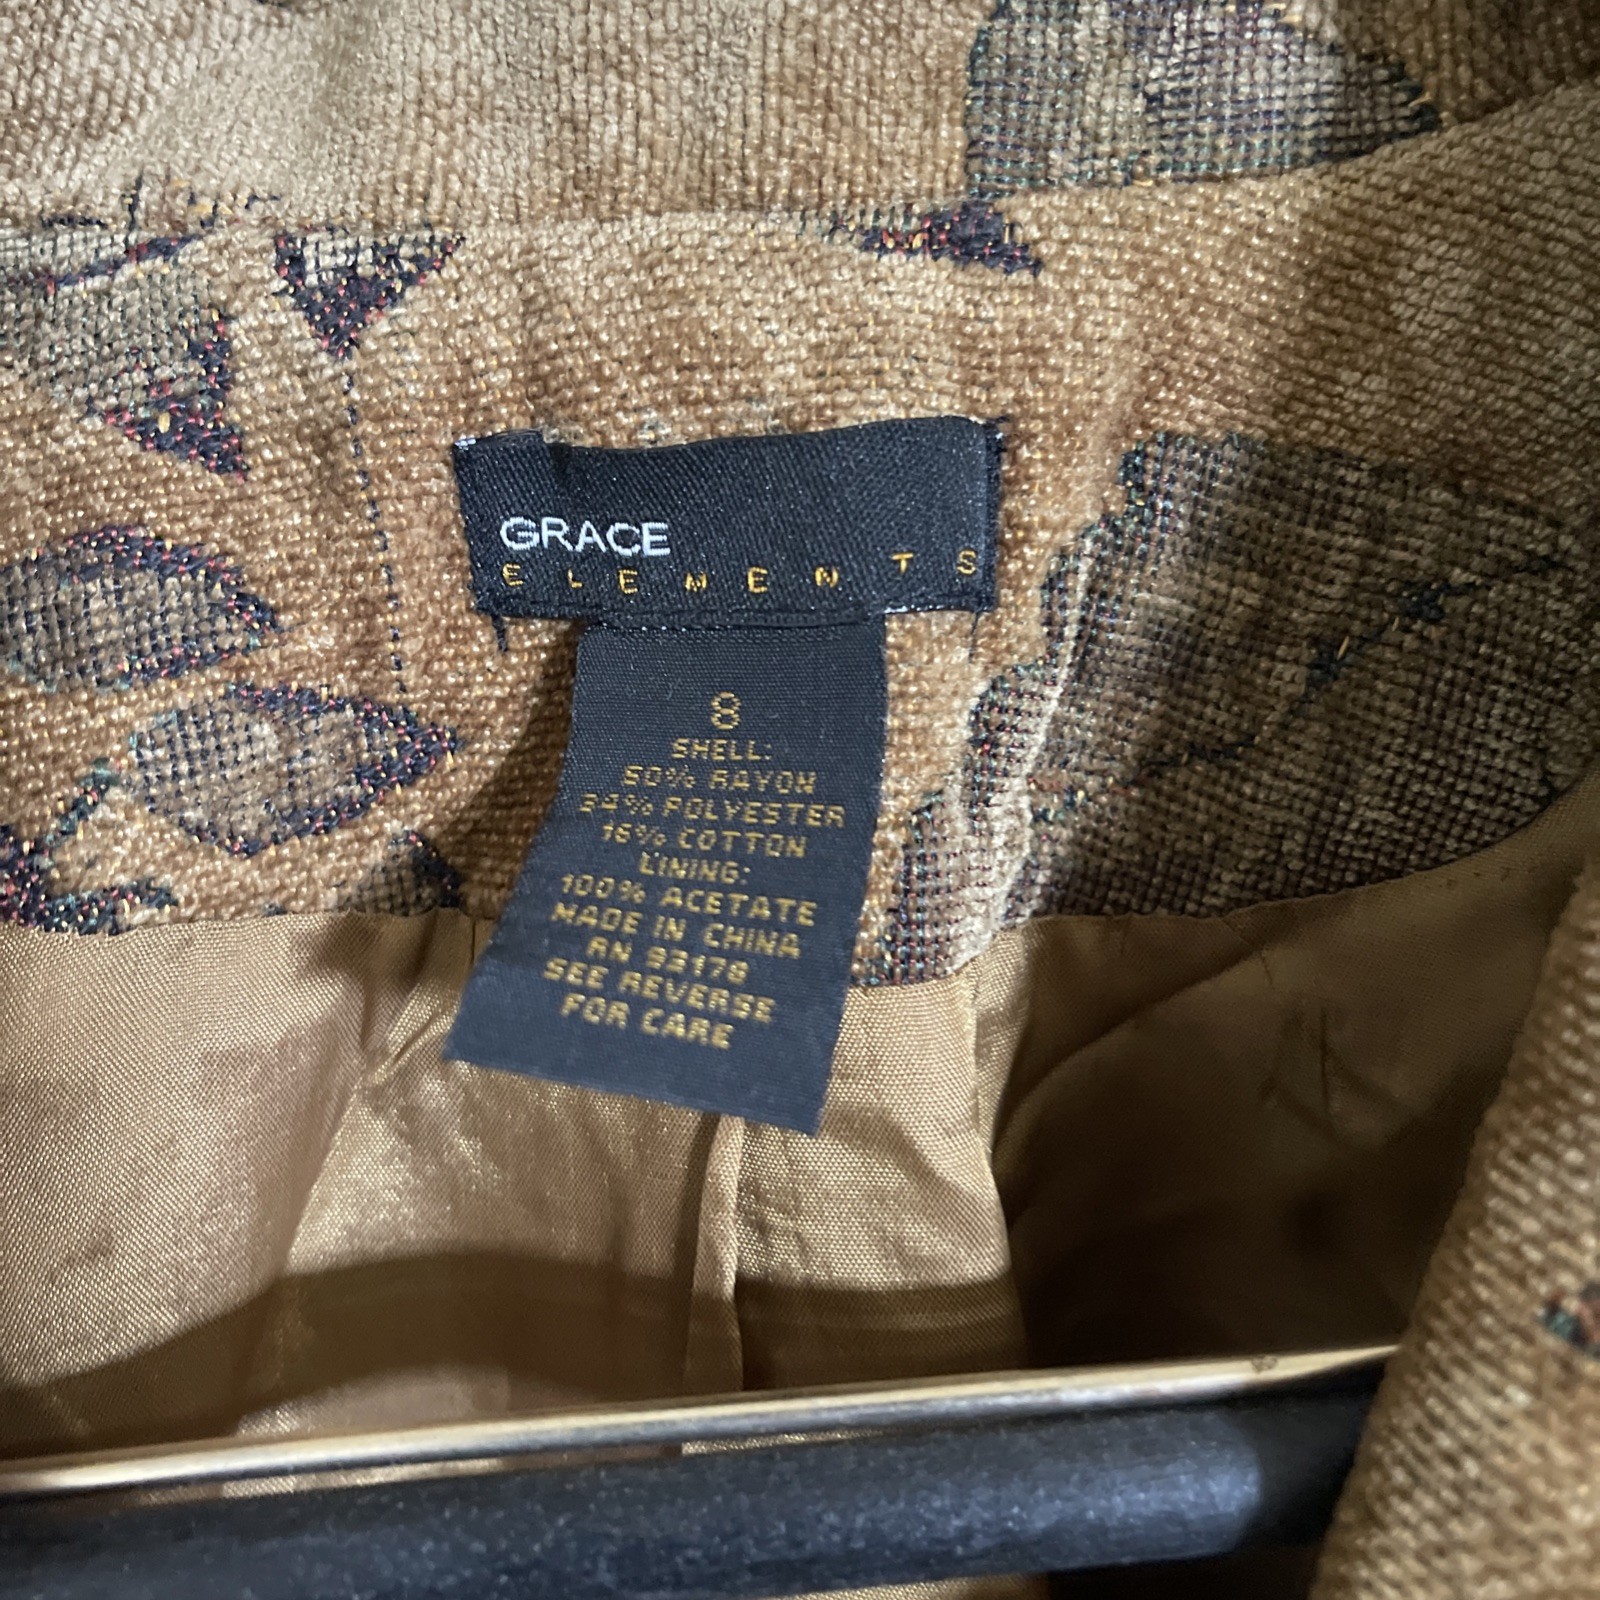 GRACE
ELEMENTS
8
SHELL:
50% RAYON
34% POLYESTER
16% COTTON
LINING:
100% ACETATE
MADE IN CHINA
RN 93178
SEE REVERSE
FOR CARE